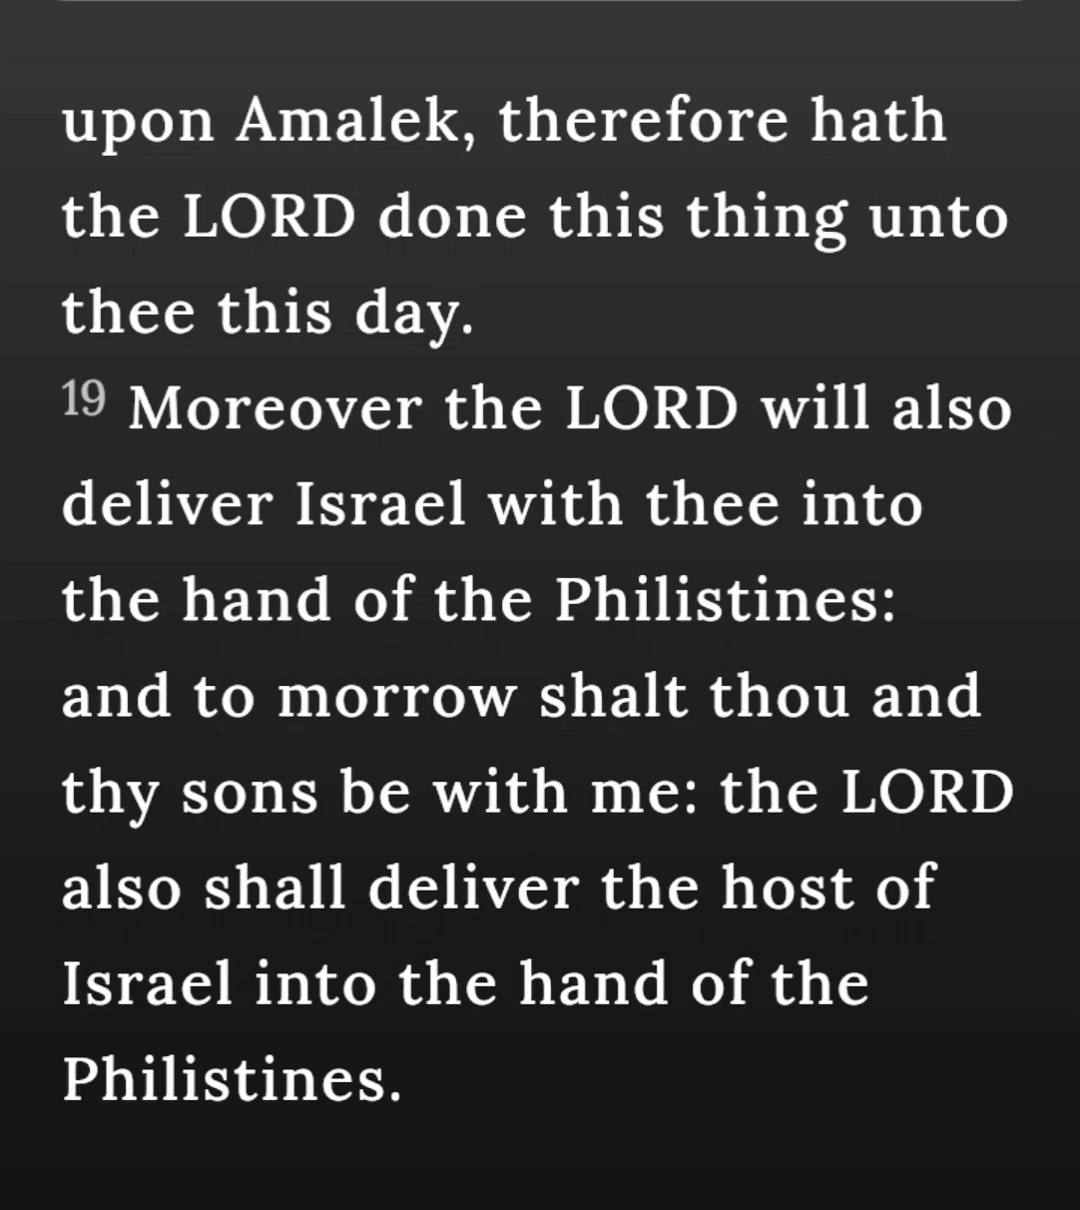 upon Amalek, therefore hath
the LORD done this thing unto
thee this day.
19 Moreover the LORD will also
deliver Israel with thee into
the hand of the Philistines:
and to morrow shalt thou and
thy sons be with me: the LORD
also shall deliver the host of
Israel into the hand of the
Philistines.